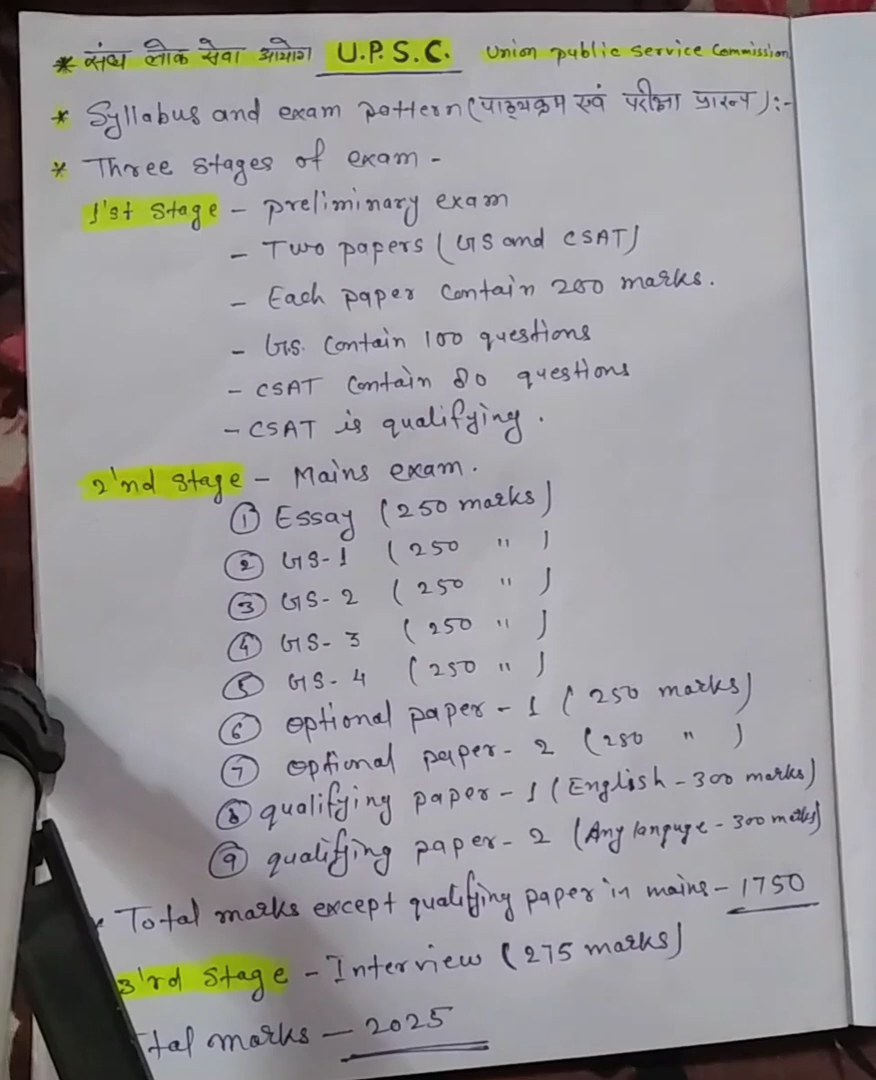 * संघ लोक सेवा आयोग U.P.S.C. Union public service Commission
* Syllabus and exam pattern (पाठ्यक्रम एवं परीक्षा प्रारूप) :-
* Three stages of exam -
1'st stage - preliminary exam
- Two papers (GS and CSAT)
- Each paper contain 200 marks.
- G.S. contain 100 questions
- CSAT contain 80 questions
- CSAT is qualifying.
2'nd stage - Mains exam.
① Essay (250 marks)
② GS-1 (250 " )
③ GS-2 (250 " )
④ GS-3 (250 " )
⑤ GS-4 (250 " )
⑥ optional paper - 1 (250 marks)
⑦ optional paper - 2 (250 " )
⑧ qualifying paper - 1 (English - 300 marks)
⑨ qualifying paper - 2 (Any languge - 300 marks)
Total marks except qualifying paper in mains - 1750
3'rd stage - Interview (275 marks)
tal marks — 2025